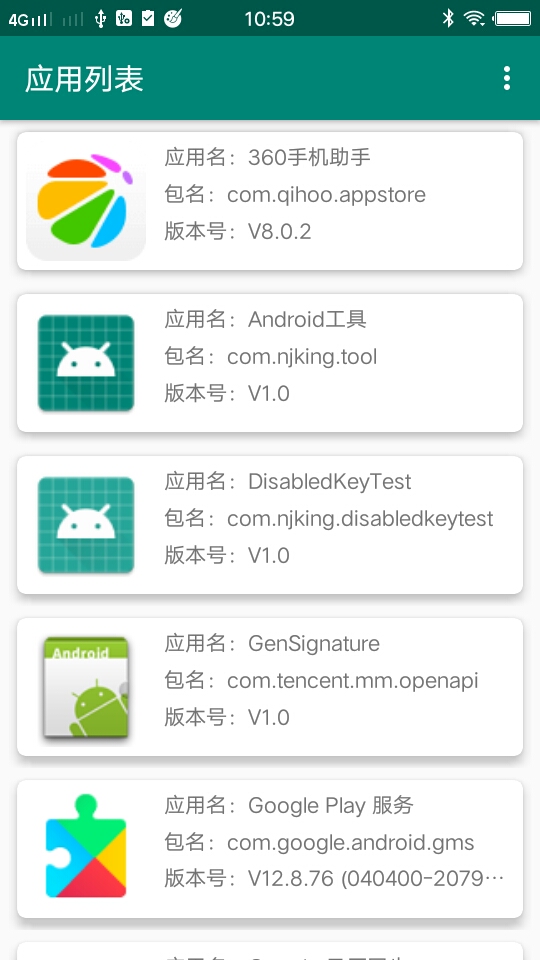 4G 10:59
应用列表
应用名：360手机助手
包名：com.qihoo.appstore
版本号：V8.0.2
应用名：Android工具
包名：com.njking.tool
版本号：V1.0
应用名：DisabledKeyTest
包名：com.njking.disabledkeytest
版本号：V1.0
Android
应用名：GenSignature
包名：com.tencent.mm.openapi
版本号：V1.0
应用名：Google Play 服务
包名：com.google.android.gms
版本号：V12.8.76 (040400-2079…